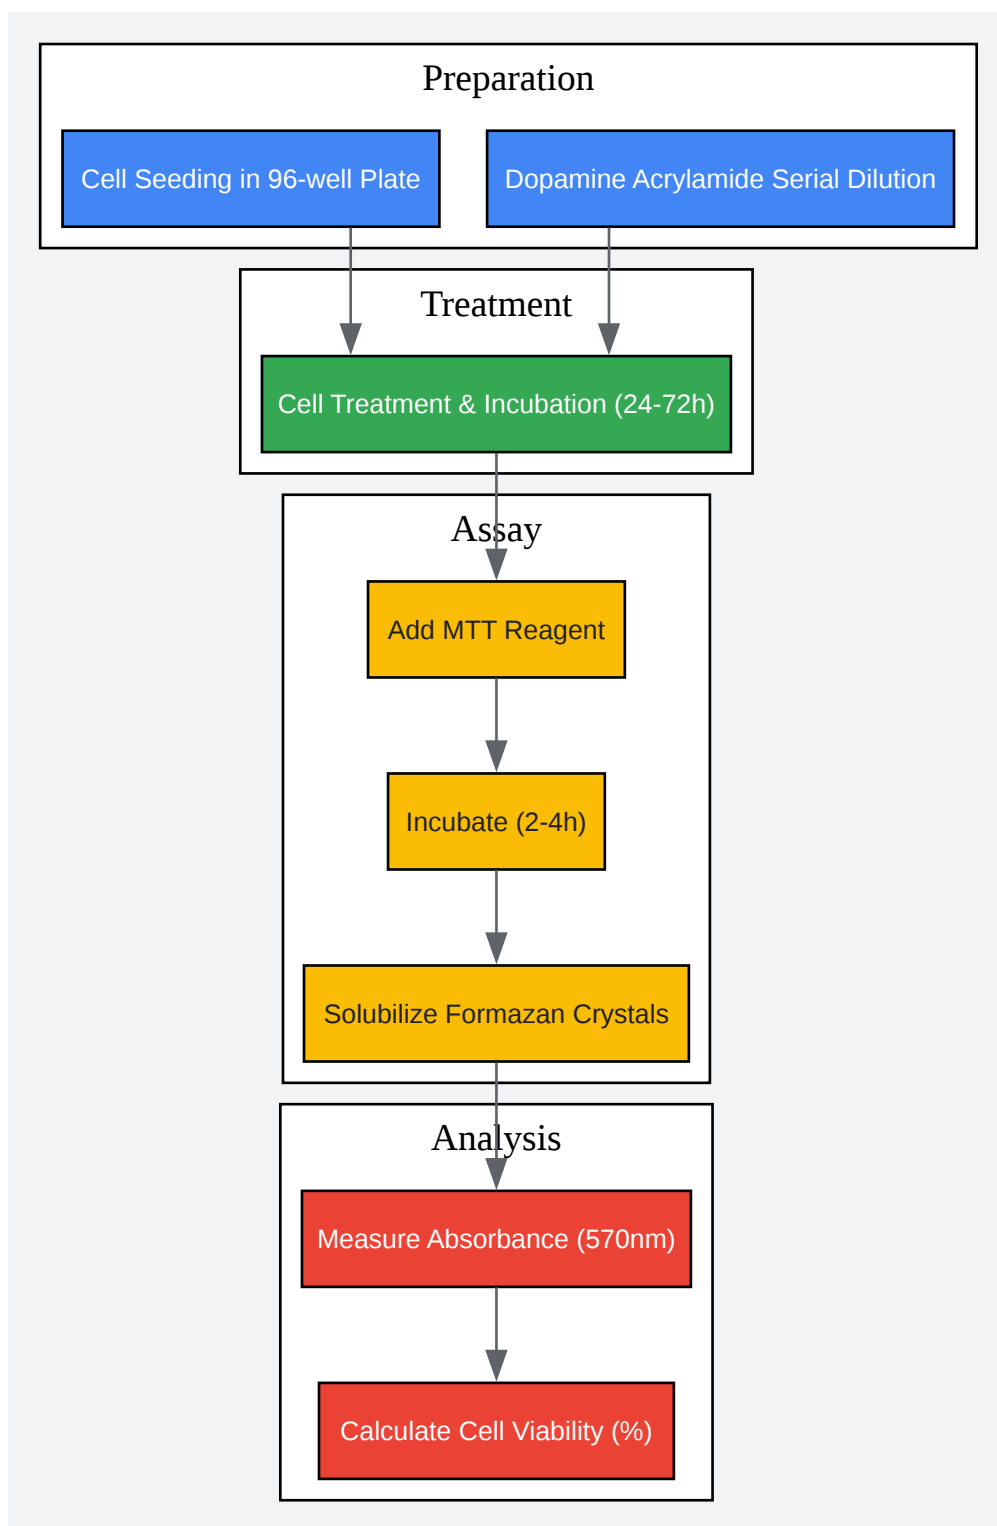 Preparation
Cell Seeding in 96-well Plate
Dopamine Acrylamide Serial Dilution
Treatment
Cell Treatment & Incubation (24-72h)
Assay
Add MTT Reagent
Incubate (2-4h)
Solubilize Formazan Crystals
Analysis
Measure Absorbance (570nm)
Calculate Cell Viability (%)